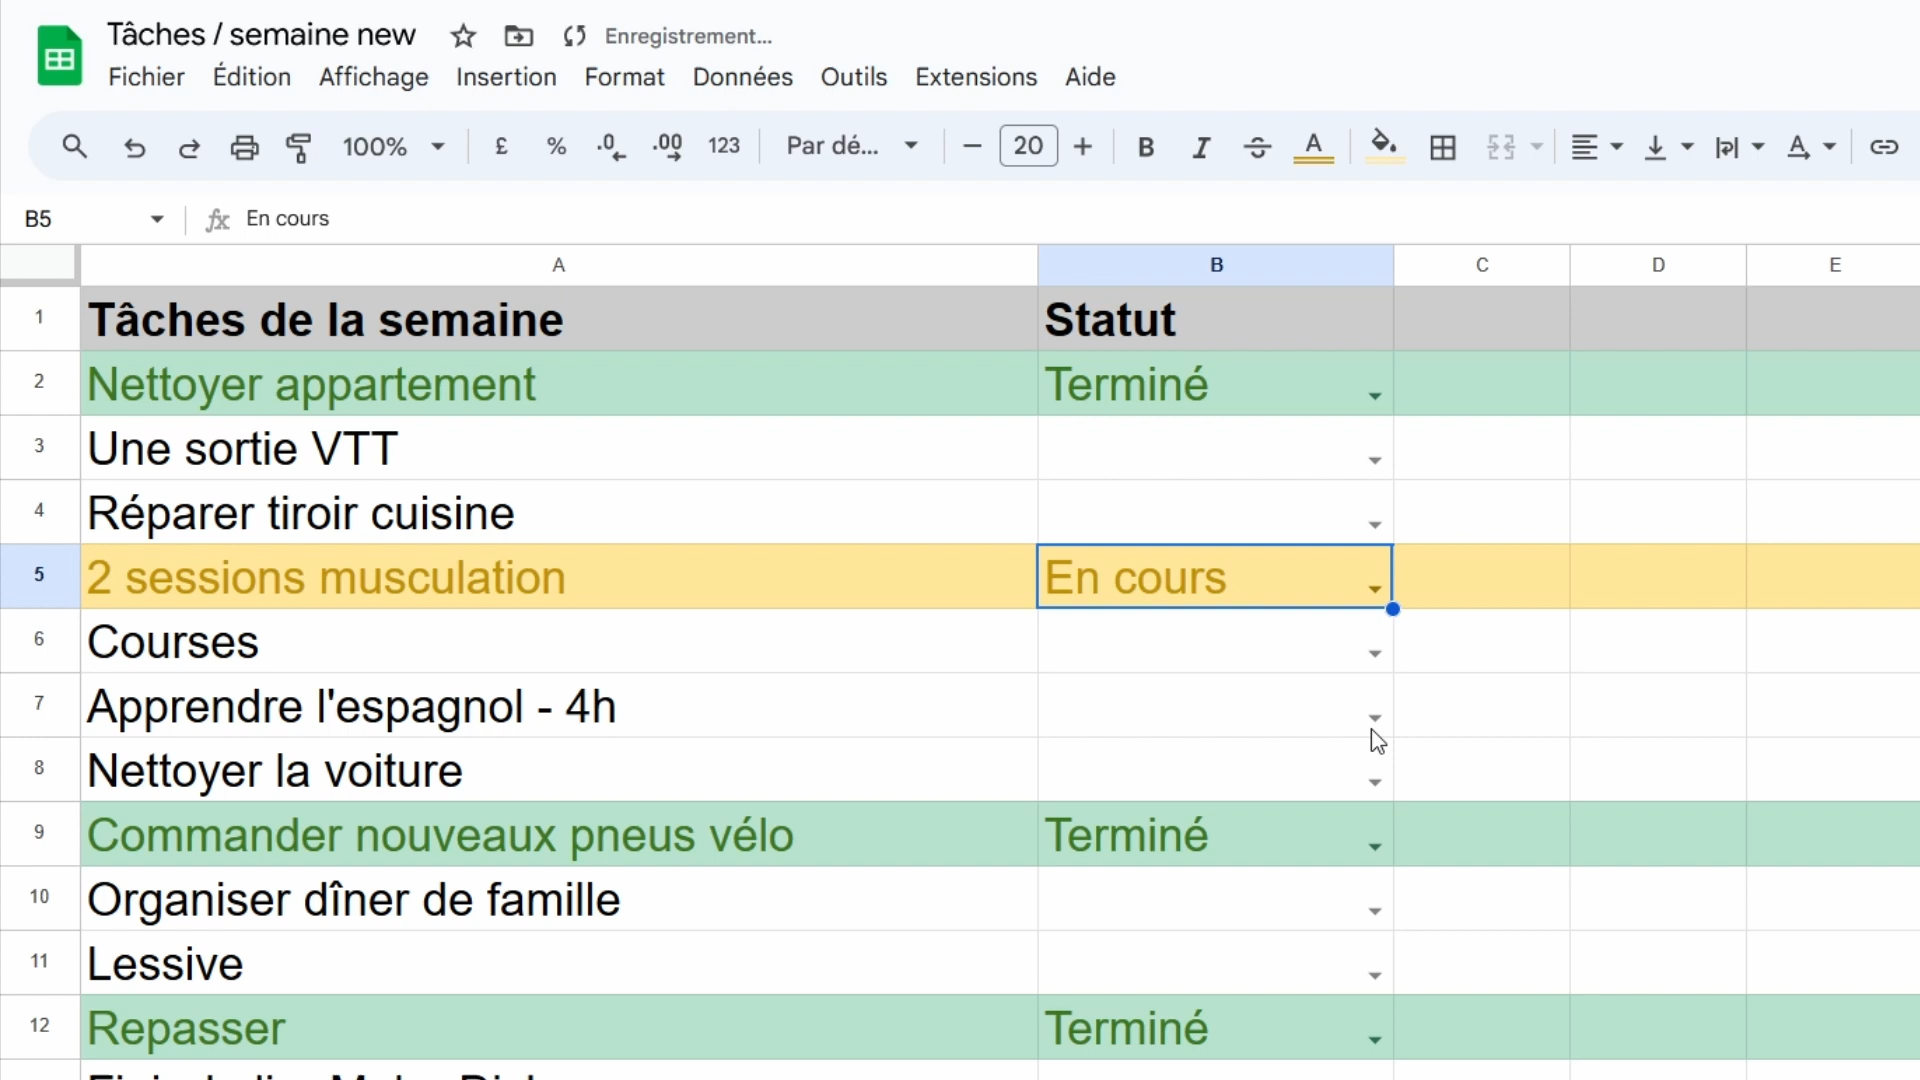 Tâches / semaine new
Enregistrement...
Fichier Édition Affichage Insertion Format Données Outils Extensions Aide
100% £ % .0 .00 123 Par dé... 20 B I A A
B5 fx En cours
A B C D E
1 Tâches de la semaine Statut
2 Nettoyer appartement Terminé
3 Une sortie VTT
4 Réparer tiroir cuisine
5 2 sessions musculation En cours
6 Courses
7 Apprendre l'espagnol - 4h
8 Nettoyer la voiture
9 Commander nouveaux pneus vélo Terminé
10 Organiser dîner de famille
11 Lessive
12 Repasser Terminé